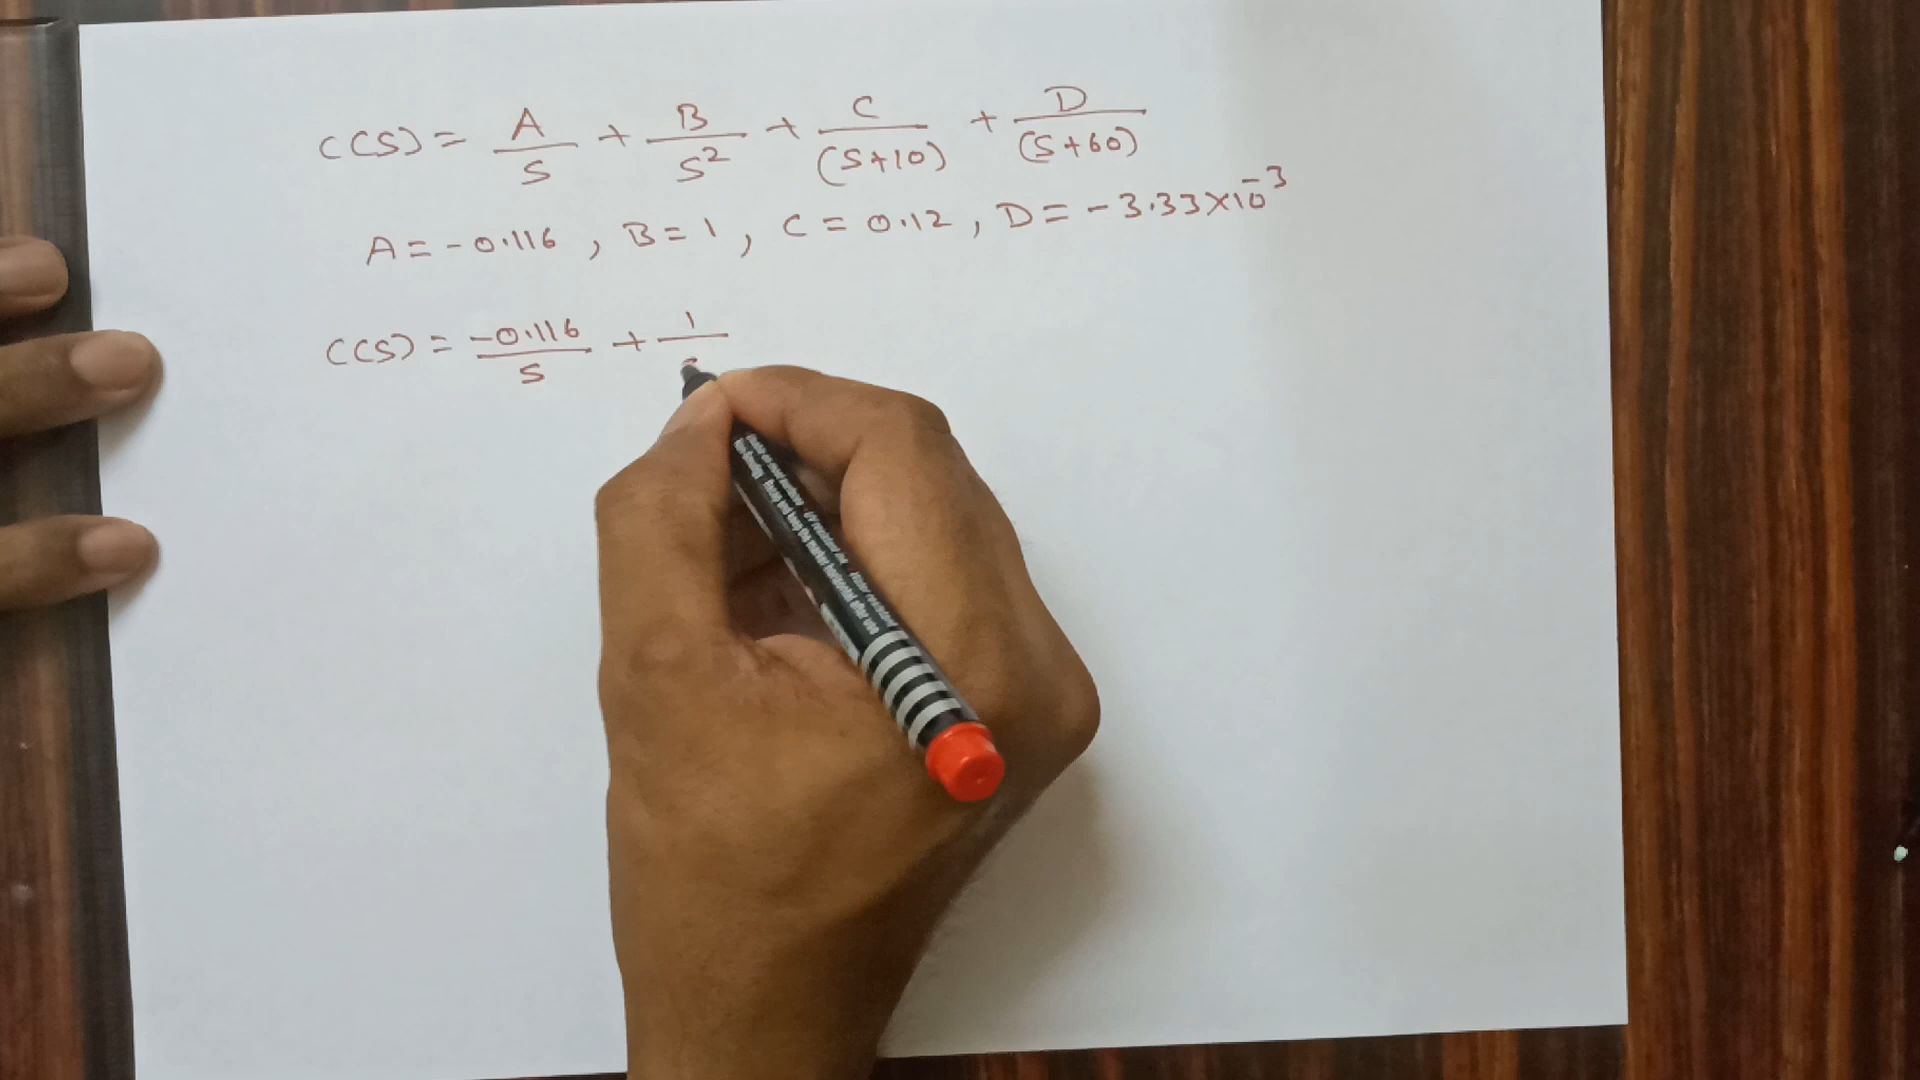 C(S) = A/S + B/S² + C/(S+10) + D/(S+60)
A = -0.116 , B = 1 , C = 0.12 , D = -3.33×10⁻³
C(S) = -0.116/S + 1/S